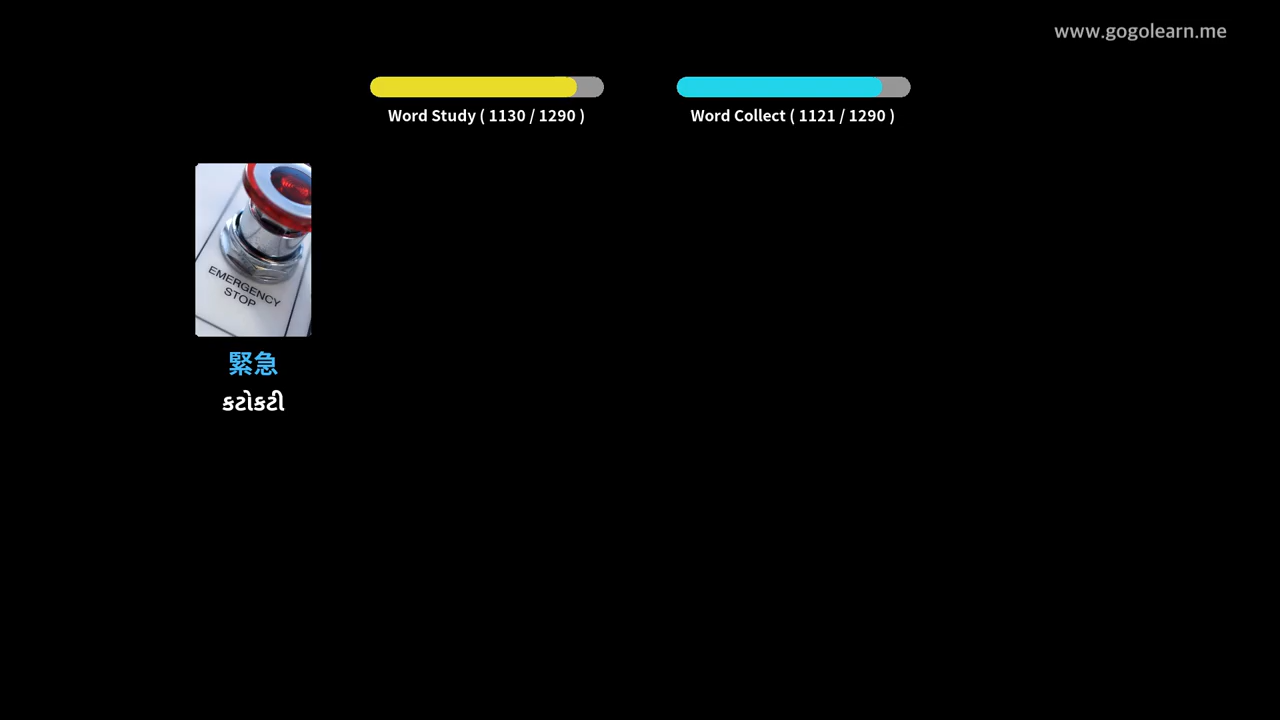 www.gogolearn.me
Word Study ( 1130 / 1290 )
Word Collect ( 1121 / 1290 )
EMERGENCY
STOP
緊急
કટોકટી